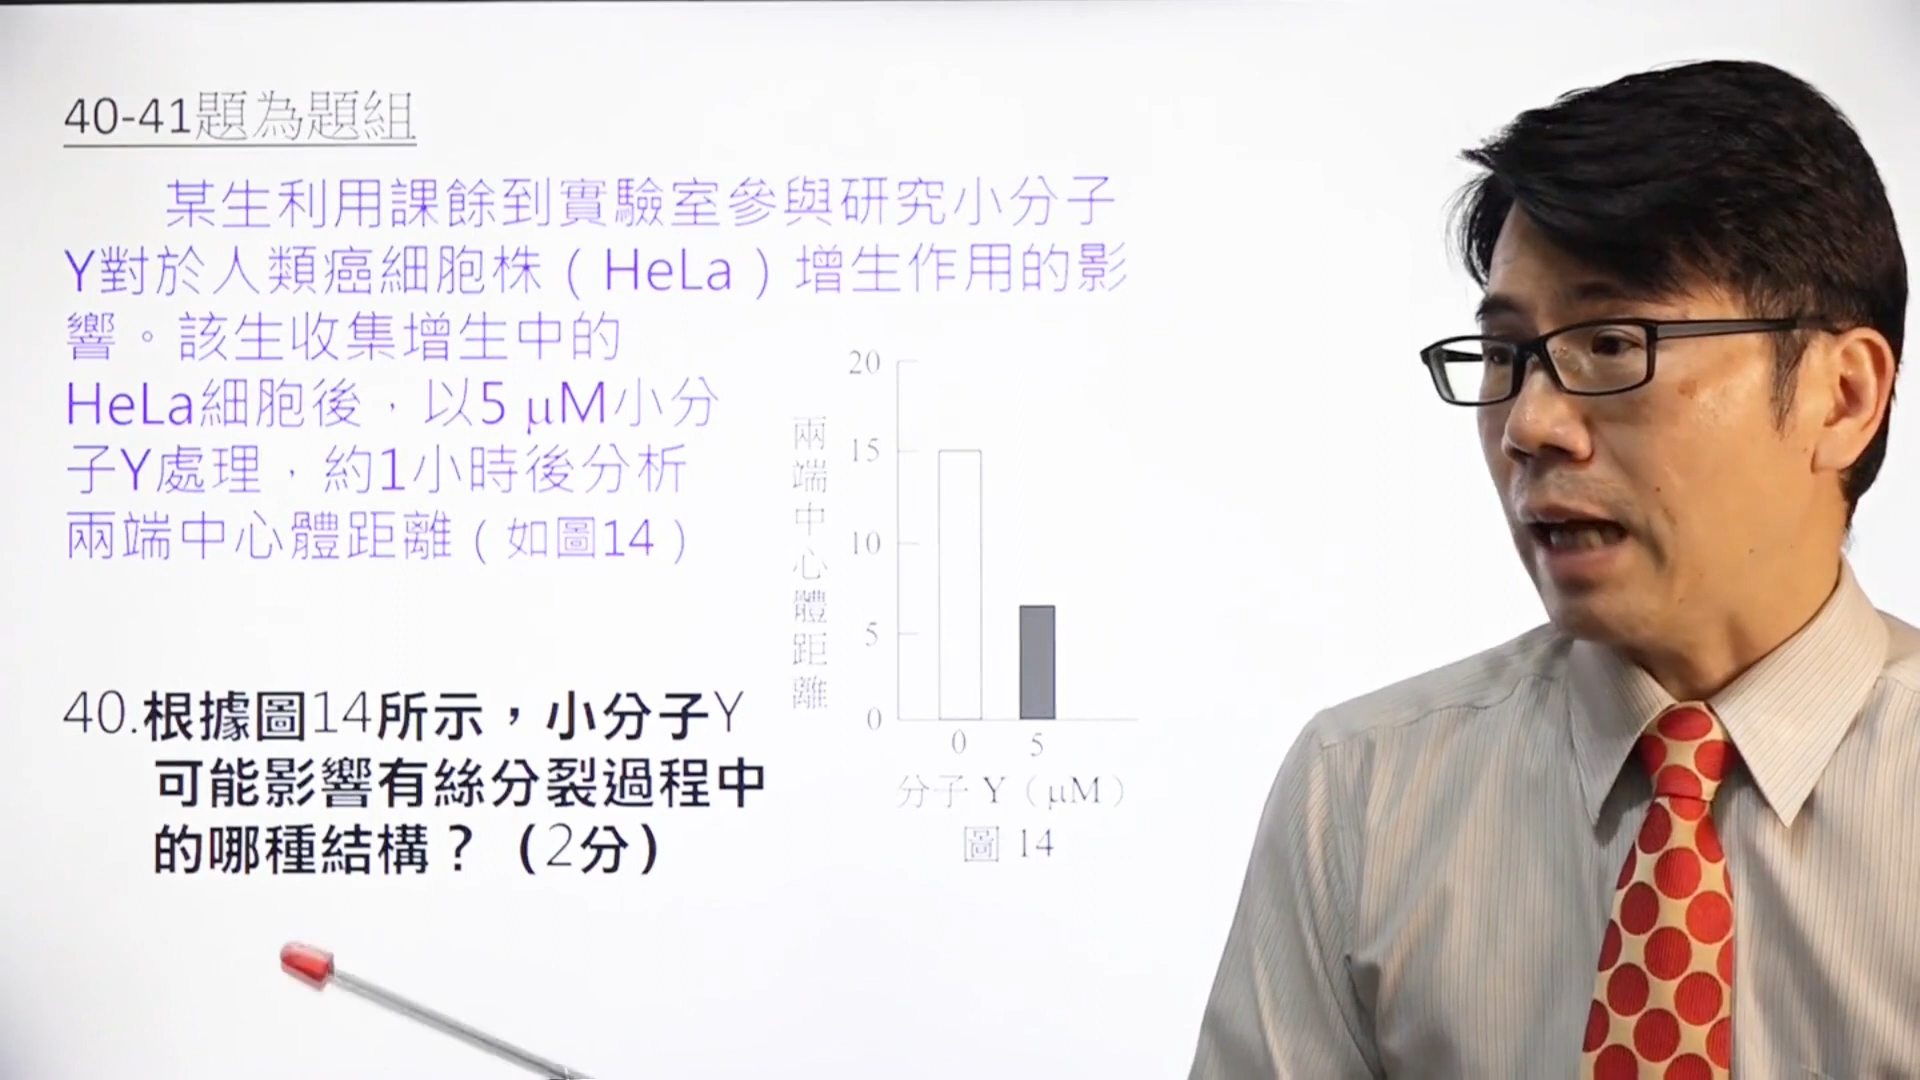 40-41題為題組
某生利用課餘到實驗室參與研究小分子
Y對於人類癌細胞株（HeLa）增生作用的影
響。該生收集增生中的
HeLa細胞後，以5 μM小分
子Y處理，約1小時後分析
兩端中心體距離（如圖14）
20
15
10
5
0
兩端中心體距離
0
5
分子 Y（μM）
圖 14
40.根據圖14所示，小分子Y
可能影響有絲分裂過程中
的哪種結構？（2分）